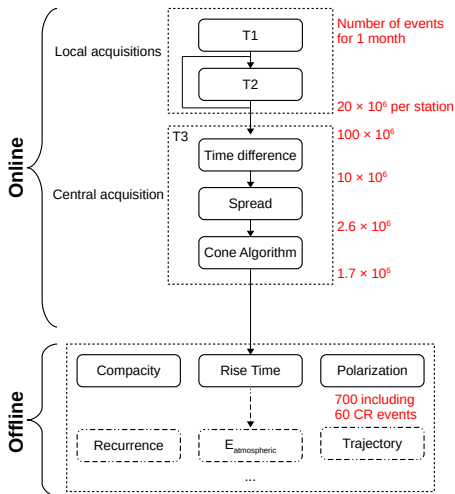 Number of events
for 1 month
T1
Local acquisitions
T2
20 × 10⁶ per station
T3
100 × 10⁶
Time difference
Online
10 × 10⁶
Central acquisition
Spread
2.6 × 10⁶
Cone Algorithm
1.7 × 10⁶
Compacity
Rise Time
Polarization
Offline
700 including
60 CR events
Recurrence
E_atmospheric
Trajectory
...